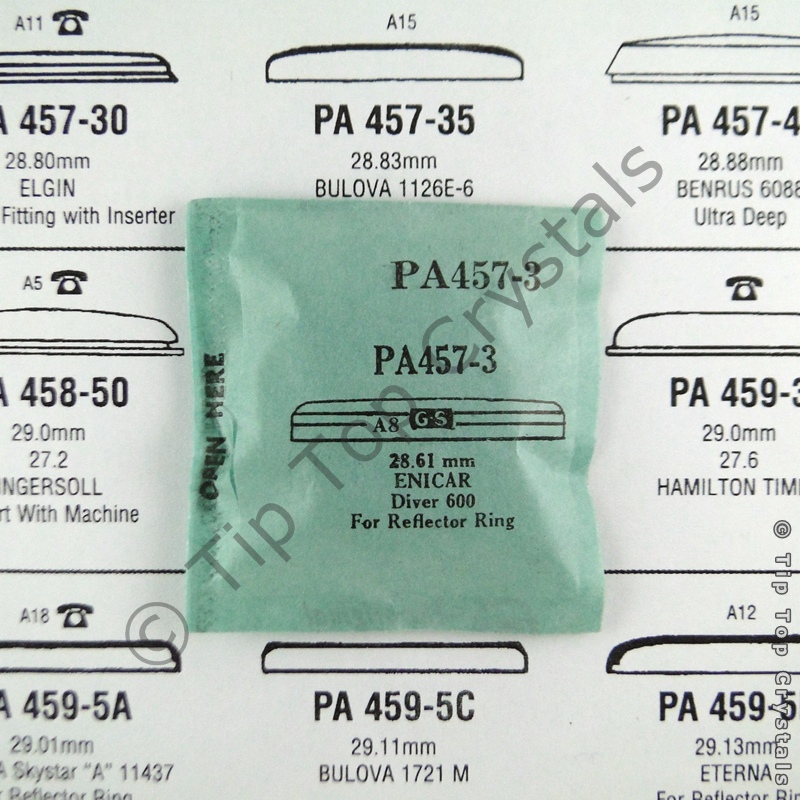 A11
A15
A15
A 457-30
PA 457-35
PA 457-4
28.80mm
28.83mm
28.88mm
ELGIN
BULOVA 1126E-6
BENRUS 6088
Fitting with Inserter
Ultra Deep
PA457-3
PA457-3
A8 G-S
28.61 mm
ENICAR
Diver 600
For Reflector Ring
OPEN HERE
A5
A 458-50
PA 459-3
29.0mm
29.0mm
27.2
27.6
NGERSOLL
HAMILTON TIM
rt With Machine
A18
A12
A 459-5A
PA 459-5C
PA 459-5
29.01mm
29.11mm
29.13mm
A Skystar "A" 11437
BULOVA 1721 M
ETERNA
Reflector Ring
For Reflector Rin
© Tip Top Crystals
© Tip Top Crystals